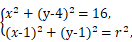 x² + (y-4)² = 16,
(x-1)² + (y-1)² = r².